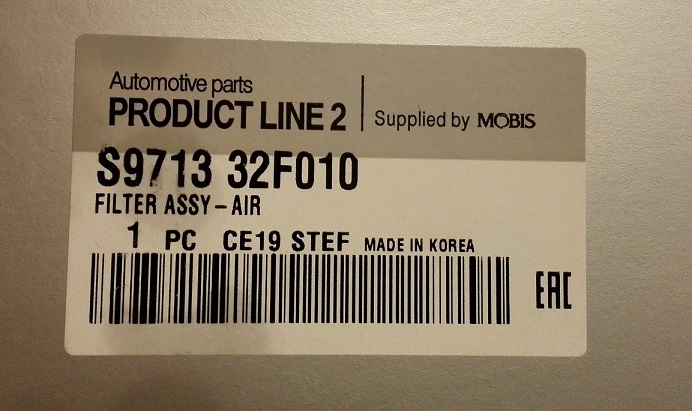 Automotive parts
PRODUCT LINE 2
Supplied by MOBIS
S9713 32F010
FILTER ASSY-AIR
1 PC CE19 STEF MADE IN KOREA
EAC